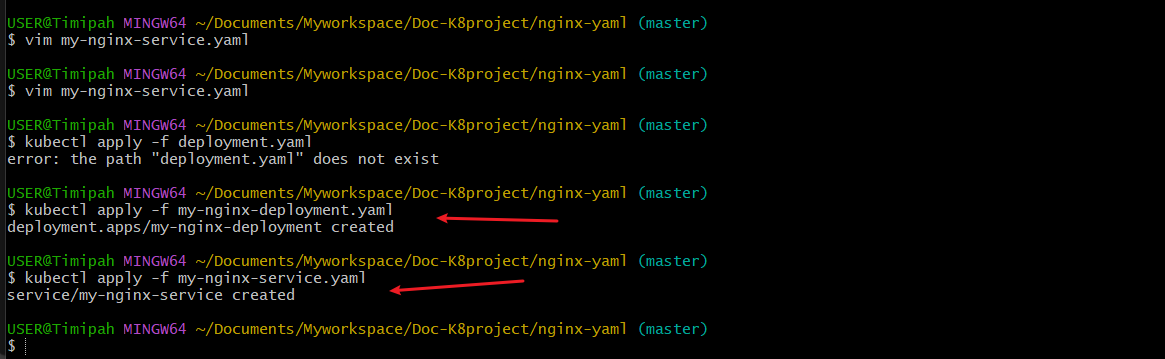 USER@Timipah MINGW64 ~/Documents/Myworkspace/Doc-K8project/nginx-yaml (master)
$ vim my-nginx-service.yaml
USER@Timipah MINGW64 ~/Documents/Myworkspace/Doc-K8project/nginx-yaml (master)
$ vim my-nginx-service.yaml
USER@Timipah MINGW64 ~/Documents/Myworkspace/Doc-K8project/nginx-yaml (master)
$ kubectl apply -f deployment.yaml
error: the path "deployment.yaml" does not exist
USER@Timipah MINGW64 ~/Documents/Myworkspace/Doc-K8project/nginx-yaml (master)
$ kubectl apply -f my-nginx-deployment.yaml
deployment.apps/my-nginx-deployment created
USER@Timipah MINGW64 ~/Documents/Myworkspace/Doc-K8project/nginx-yaml (master)
$ kubectl apply -f my-nginx-service.yaml
service/my-nginx-service created
USER@Timipah MINGW64 ~/Documents/Myworkspace/Doc-K8project/nginx-yaml (master)
$